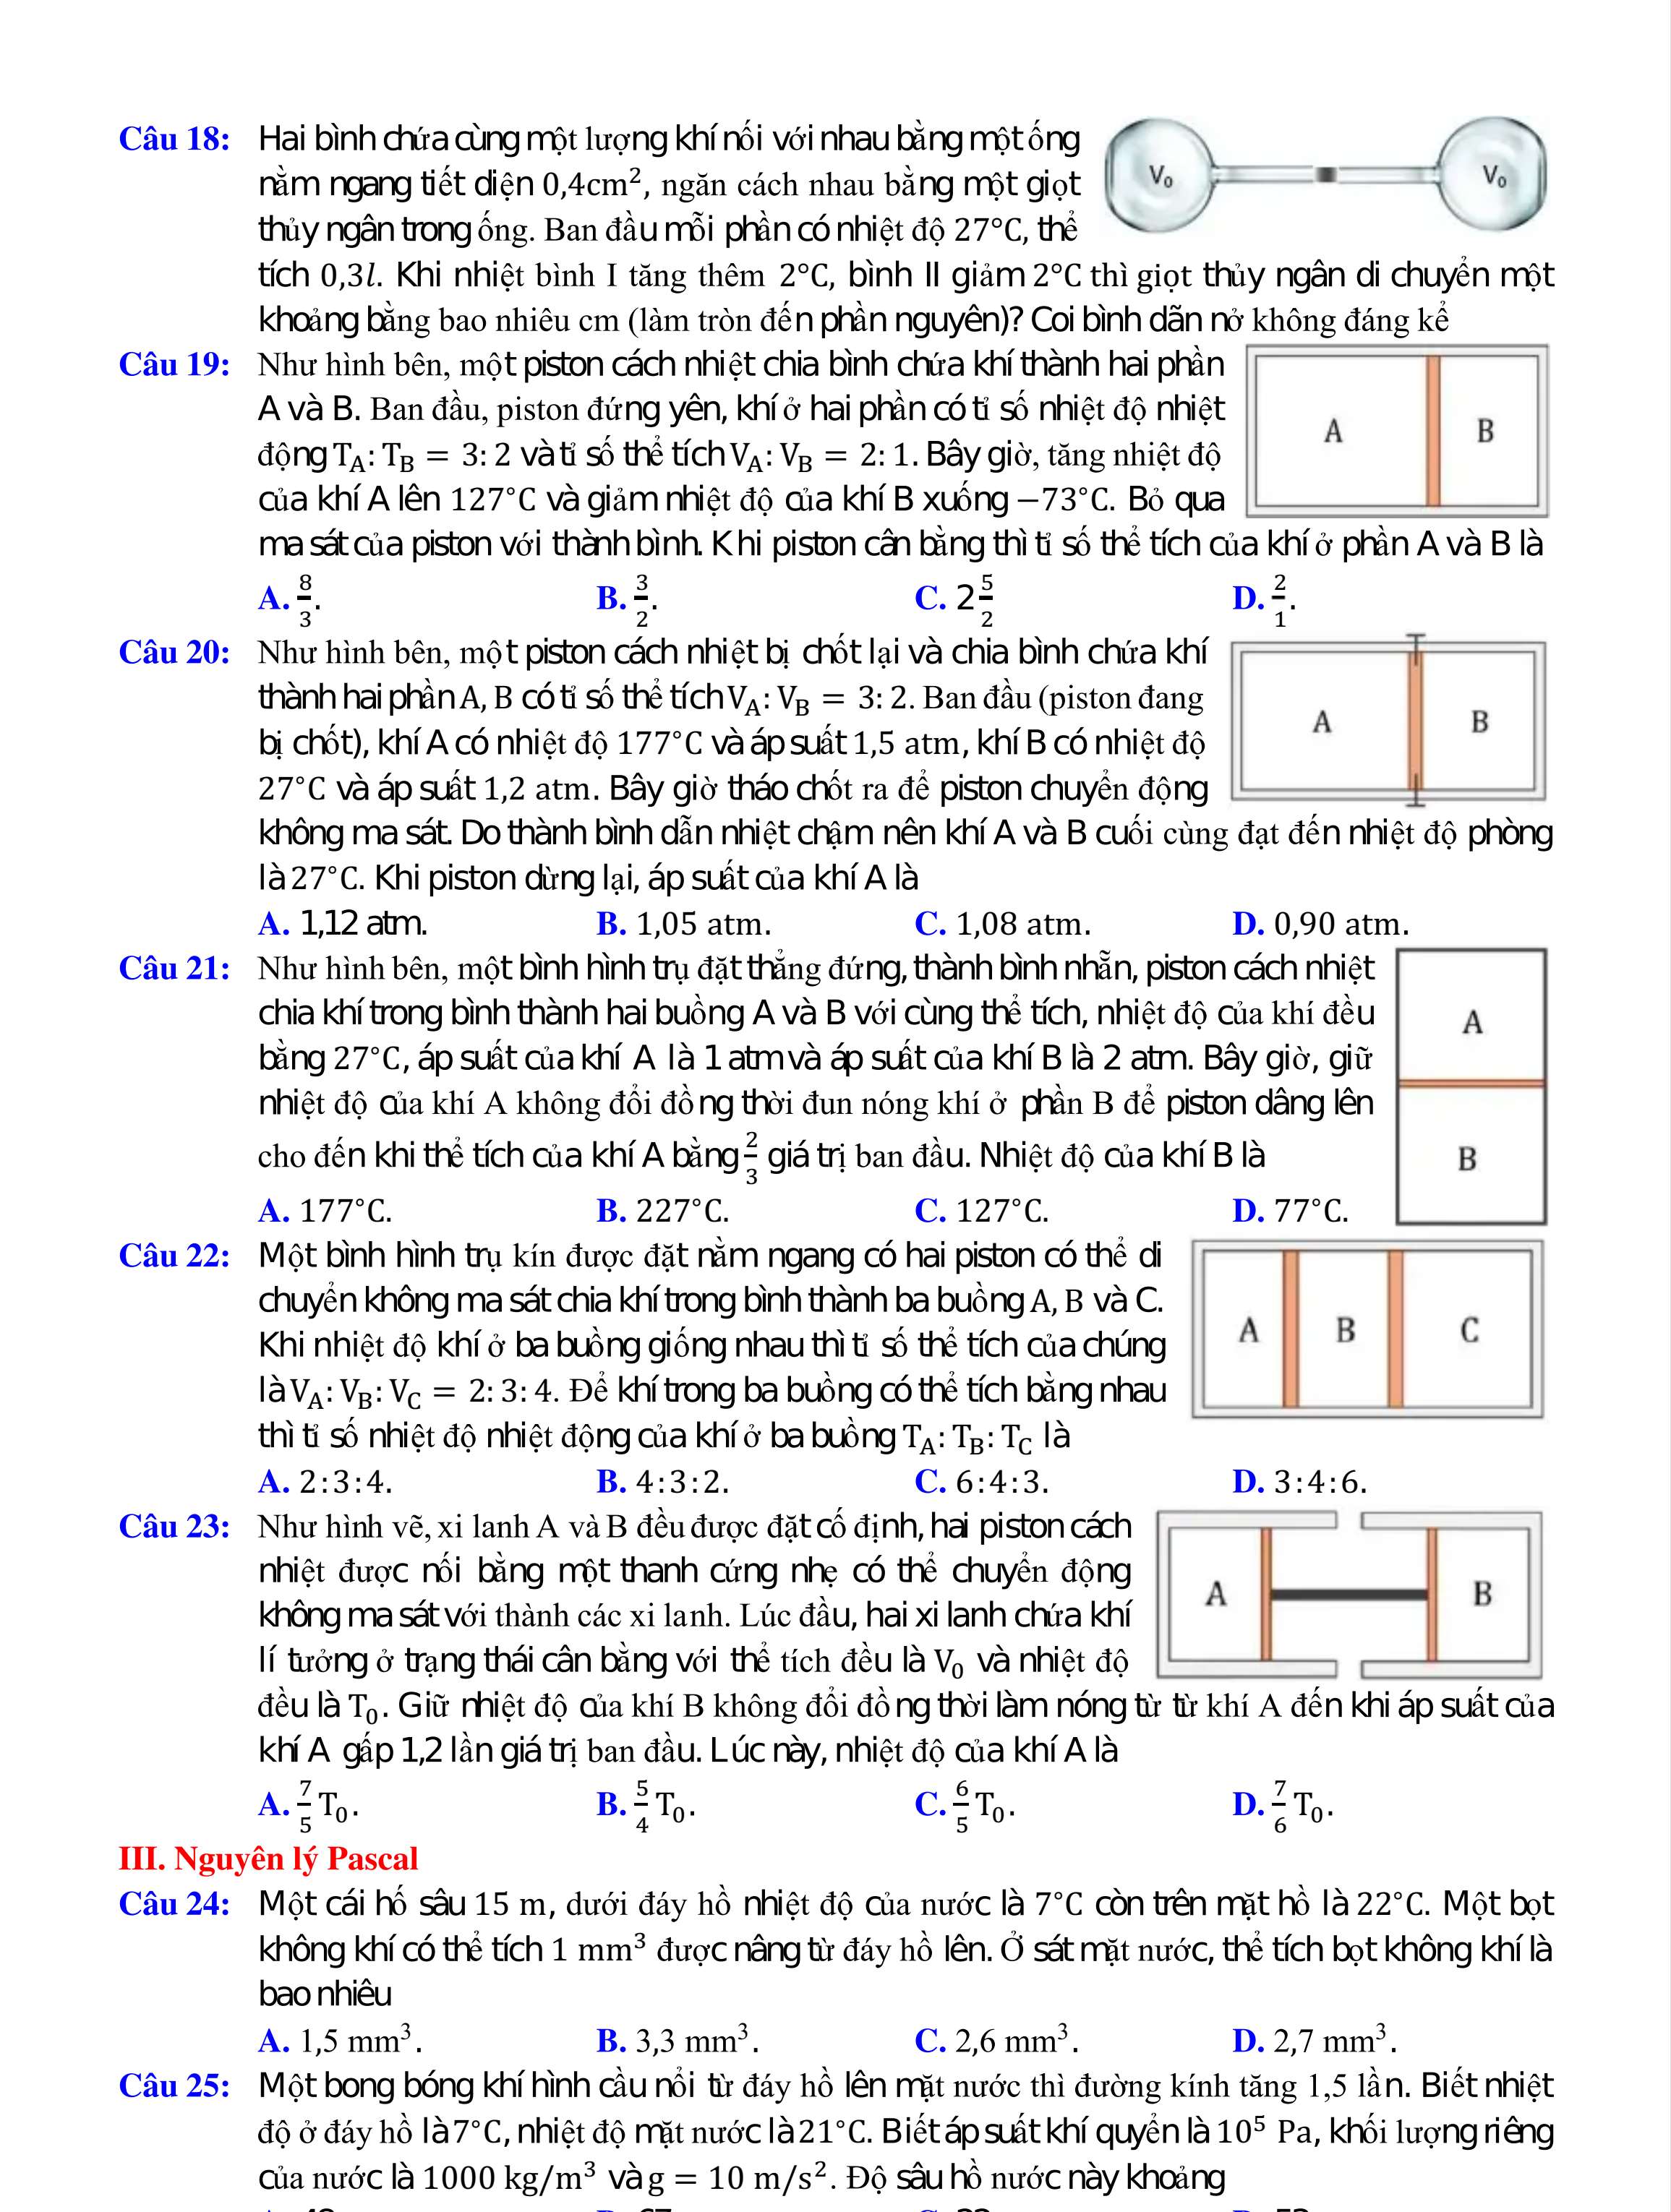 Câu 18: Hai bình chứa cùng một lượng khí nối với nhau bằng một ống
nằm ngang tiết diện 0,4cm², ngăn cách nhau bằng một giọt
thủy ngân trong ống. Ban đầu mỗi phần có nhiệt độ 27°C, thể
tích 0,3l. Khi nhiệt bình I tăng thêm 2°C, bình II giảm 2°C thì giọt thủy ngân di chuyển một
khoảng bằng bao nhiêu cm (làm tròn đến phần nguyên)? Coi bình dãn nở không đáng kể
V₀ V₀
Câu 19: Như hình bên, một piston cách nhiệt chia bình chứa khí thành hai phần
A và B. Ban đầu, piston đứng yên, khí ở hai phần có tỉ số nhiệt độ nhiệt
động T_A: T_B = 3: 2 và tỉ số thể tích V_A: V_B = 2: 1. Bây giờ, tăng nhiệt độ
của khí A lên 127°C và giảm nhiệt độ của khí B xuống −73°C. Bỏ qua
ma sát của piston với thành bình. Khi piston cân bằng thì tỉ số thể tích của khí ở phần A và B là
A B
A. 8/3. B. 3/2. C. 2 5/2 D. 2/1.
Câu 20: Như hình bên, một piston cách nhiệt bị chốt lại và chia bình chứa khí
thành hai phần A, B có tỉ số thể tích V_A: V_B = 3: 2. Ban đầu (piston đang
bị chốt), khí A có nhiệt độ 177°C và áp suất 1,5 atm, khí B có nhiệt độ
27°C và áp suất 1,2 atm. Bây giờ tháo chốt ra để piston chuyển động
không ma sát. Do thành bình dẫn nhiệt chậm nên khí A và B cuối cùng đạt đến nhiệt độ phòng
là 27°C. Khi piston dừng lại, áp suất của khí A là
A B
A. 1,12 atm. B. 1,05 atm. C. 1,08 atm. D. 0,90 atm.
Câu 21: Như hình bên, một bình hình trụ đặt thẳng đứng, thành bình nhẵn, piston cách nhiệt
chia khí trong bình thành hai buồng A và B với cùng thể tích, nhiệt độ của khí đều
bằng 27°C, áp suất của khí A là 1 atm và áp suất của khí B là 2 atm. Bây giờ, giữ
nhiệt độ của khí A không đổi đồng thời đun nóng khí ở phần B để piston dâng lên
cho đến khi thể tích của khí A bằng 2/3 giá trị ban đầu. Nhiệt độ của khí B là
A
B
A. 177°C. B. 227°C. C. 127°C. D. 77°C.
Câu 22: Một bình hình trụ kín được đặt nằm ngang có hai piston có thể di
chuyển không ma sát chia khí trong bình thành ba buồng A, B và C.
Khi nhiệt độ khí ở ba buồng giống nhau thì tỉ số thể tích của chúng
là V_A: V_B: V_C = 2: 3: 4. Để khí trong ba buồng có thể tích bằng nhau
thì tỉ số nhiệt độ nhiệt động của khí ở ba buồng T_A: T_B: T_C là
A B C
A. 2:3:4. B. 4:3:2. C. 6:4:3. D. 3:4:6.
Câu 23: Như hình vẽ, xi lanh A và B đều được đặt cố định, hai piston cách
nhiệt được nối bằng một thanh cứng nhẹ có thể chuyển động
không ma sát với thành các xi lanh. Lúc đầu, hai xi lanh chứa khí
lí tưởng ở trạng thái cân bằng với thể tích đều là V₀ và nhiệt độ
đều là T₀. Giữ nhiệt độ của khí B không đổi đồng thời làm nóng từ từ khí A đến khi áp suất của
khí A gấp 1,2 lần giá trị ban đầu. Lúc này, nhiệt độ của khí A là
A B
A. 7/5 T₀. B. 5/4 T₀. C. 6/5 T₀. D. 7/6 T₀.
III. Nguyên lý Pascal
Câu 24: Một cái hố sâu 15 m, dưới đáy hồ nhiệt độ của nước là 7°C còn trên mặt hồ là 22°C. Một bọt
không khí có thể tích 1 mm³ được nâng từ đáy hồ lên. Ở sát mặt nước, thể tích bọt không khí là
bao nhiêu
A. 1,5 mm³. B. 3,3 mm³. C. 2,6 mm³. D. 2,7 mm³.
Câu 25: Một bong bóng khí hình cầu nổi từ đáy hồ lên mặt nước thì đường kính tăng 1,5 lần. Biết nhiệt
độ ở đáy hồ là 7°C, nhiệt độ mặt nước là 21°C. Biết áp suất khí quyển là 10⁵ Pa, khối lượng riêng
của nước là 1000 kg/m³ và g = 10 m/s². Độ sâu hồ nước này khoảng